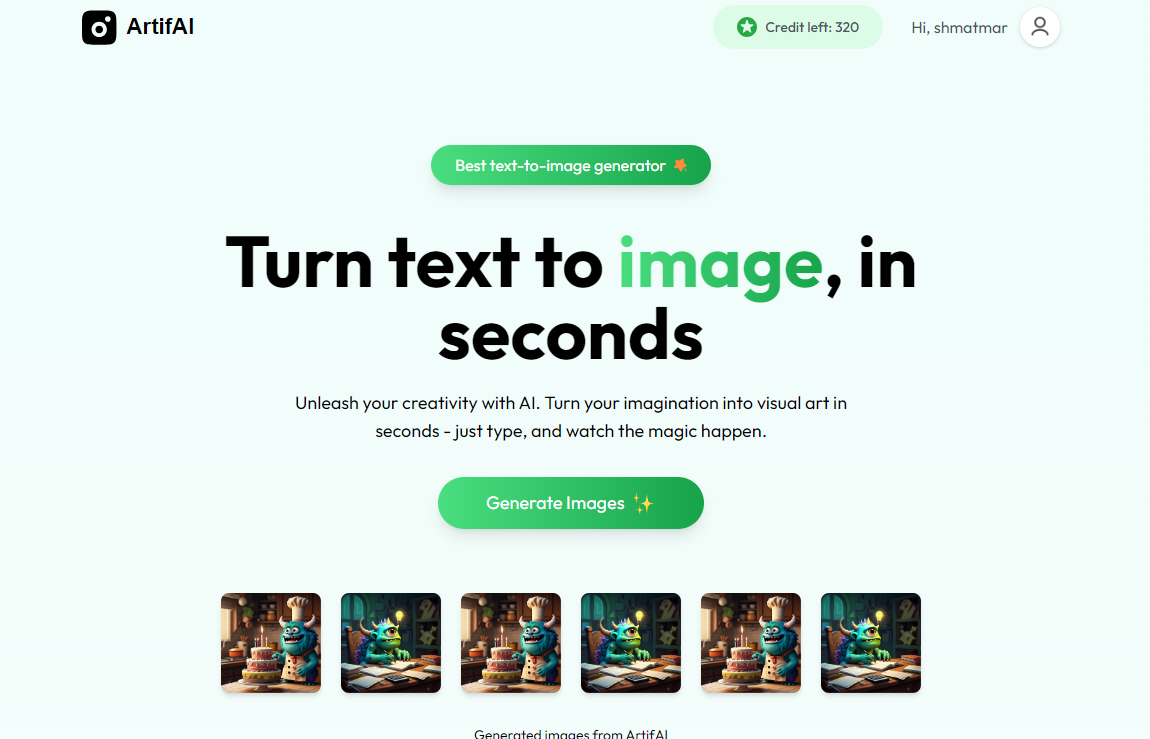 ArtifAI
Credit left: 320
Hi, shmatmar
Best text-to-image generator
Turn text to image, in
seconds
Unleash your creativity with AI. Turn your imagination into visual art in
seconds - just type, and watch the magic happen.
Generate Images ✨
Generated images from ArtifAI